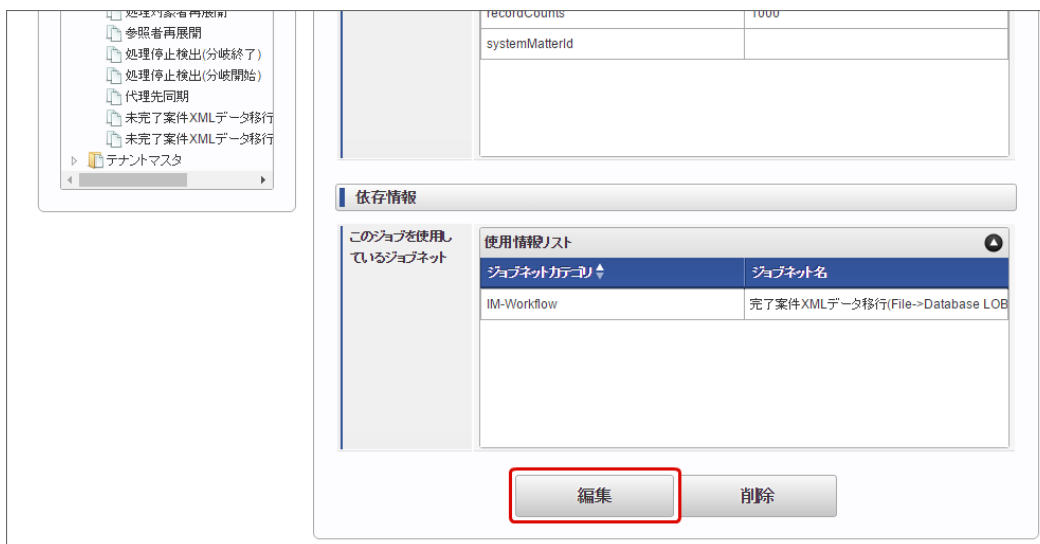 処理対象者再展開
参照者再展開
処理停止検出(分岐終了)
処理停止検出(分岐開始)
代理先同期
未完了案件XMLデータ移行
未完了案件XMLデータ移行
テナントマスタ
recordCounts
1000
systemMatterId
依存情報
このジョブを使用し
ているジョブネット
使用情報リスト
ジョブネットカテゴリ
ジョブネット名
IM-Workflow
完了案件XMLデータ移行(File->Database LOB
編集
削除